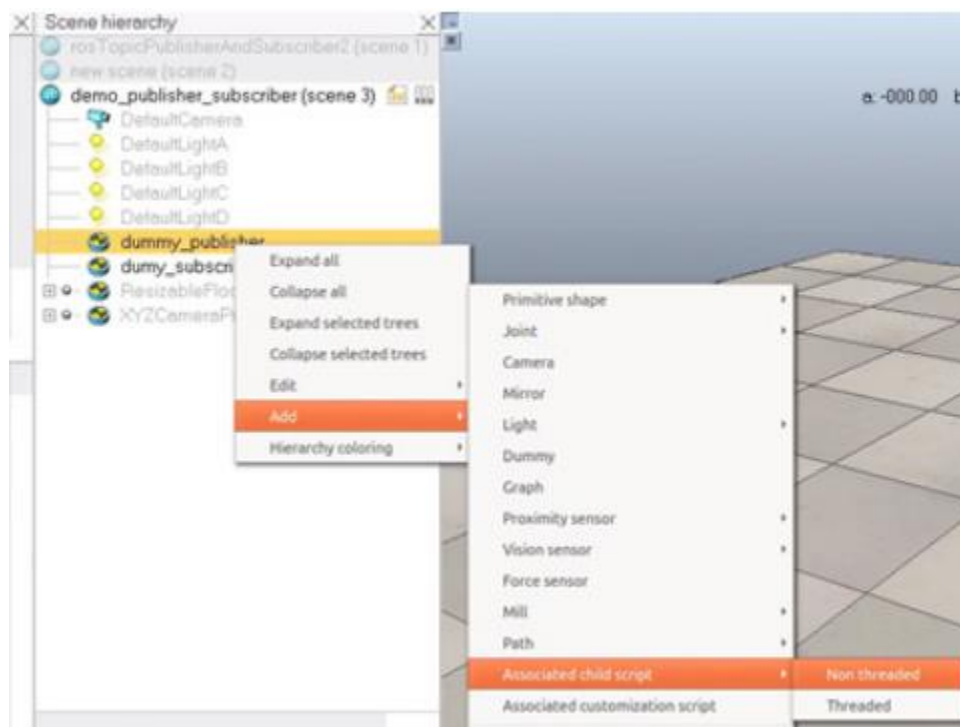 Scene hierarchy
rosTopicPublisherAndSubscriber2 (scene 1)
new scene (scene 2)
demo_publisher_subscriber (scene 3)
a: -000.00 b
DefaultCamera
DefaultLightA
DefaultLightB
DefaultLightC
DefaultLightD
dummy_publisher
dumy_subscri
ResizableFloo
XYZCameraP
Expand all
Collapse all
Expand selected trees
Collapse selected trees
Edit
Add
Hierarchy coloring
Primitive shape
Joint
Camera
Mirror
Light
Dummy
Graph
Proximity sensor
Vision sensor
Force sensor
Mill
Path
Associated child script
Associated customization script
Non threaded
Threaded